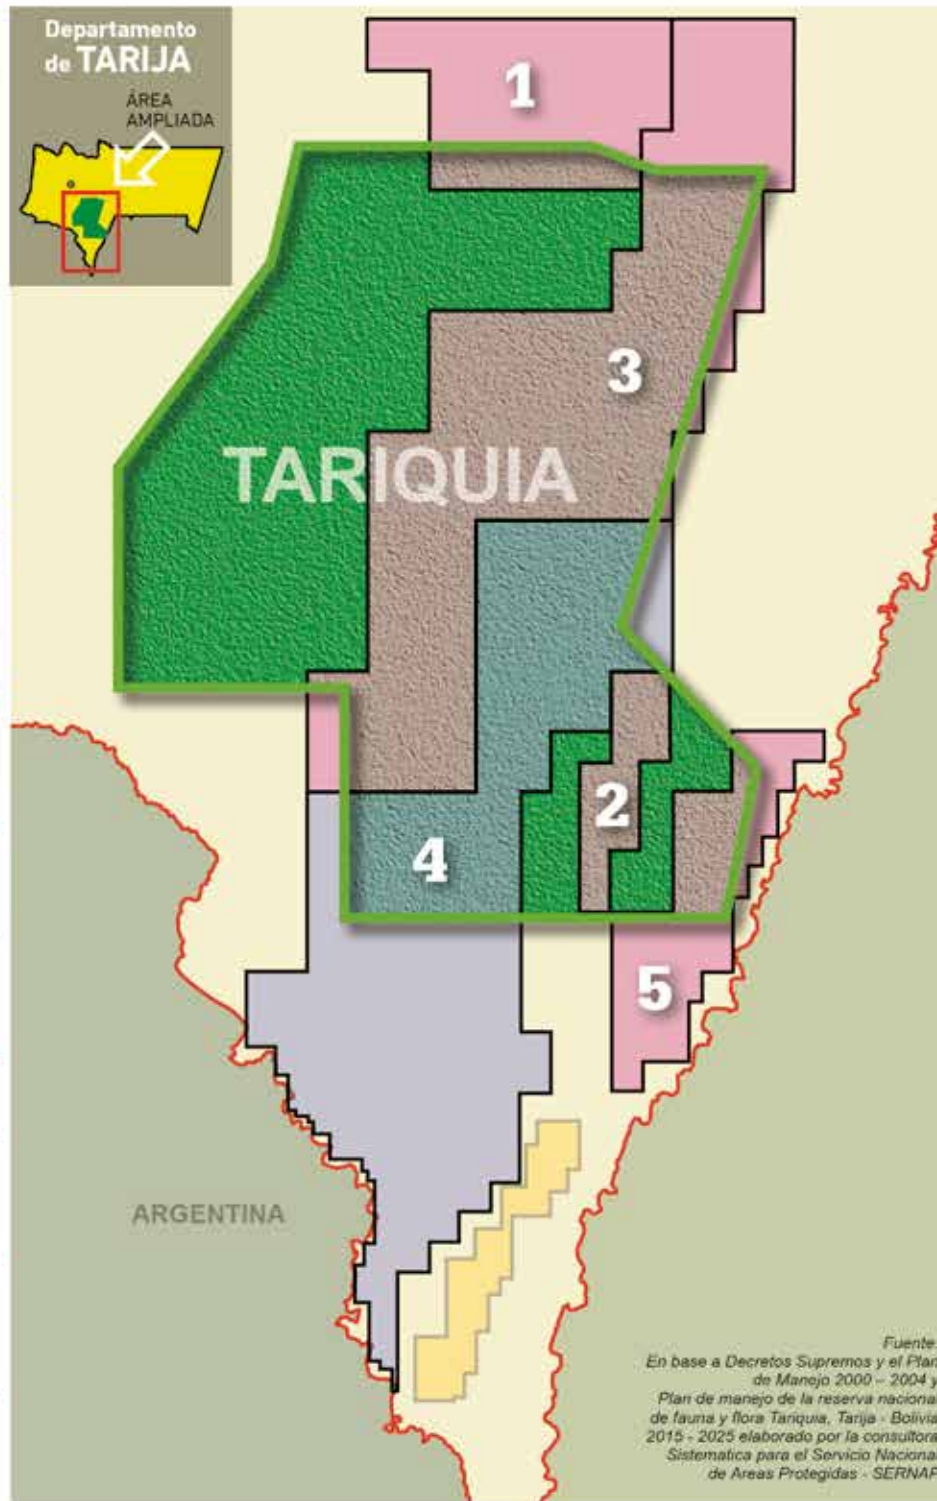 Departamento
de TARIJA
ÁREA
AMPLIADA
1
3
TARIQUIA
2
4
5
ARGENTINA
Fuente:
En base a Decretos Supremos y el Plan
de Manejo 2000 – 2004 y
Plan de manejo de la reserva naciona
de fauna y flora Tariquia, Tarija - Bolivia
2015 - 2025 elaborado por la consultora
Sistematica para el Servicio Naciona
de Areas Protegidas - SERNAP